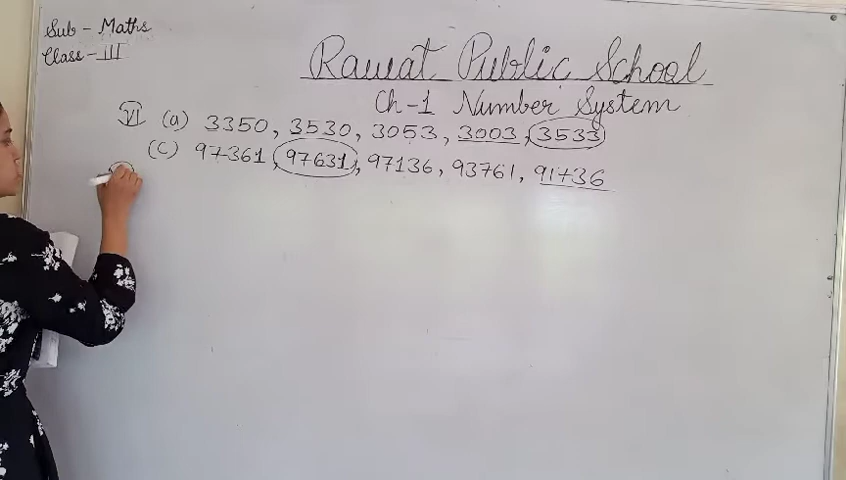 Sub - Maths
Class - III
Rawat Public School
Ch-1 Number System
VI (a) 3350, 3530, 3053, 3003, 3533
(c) 97361, 97631, 97136, 93761, 91736